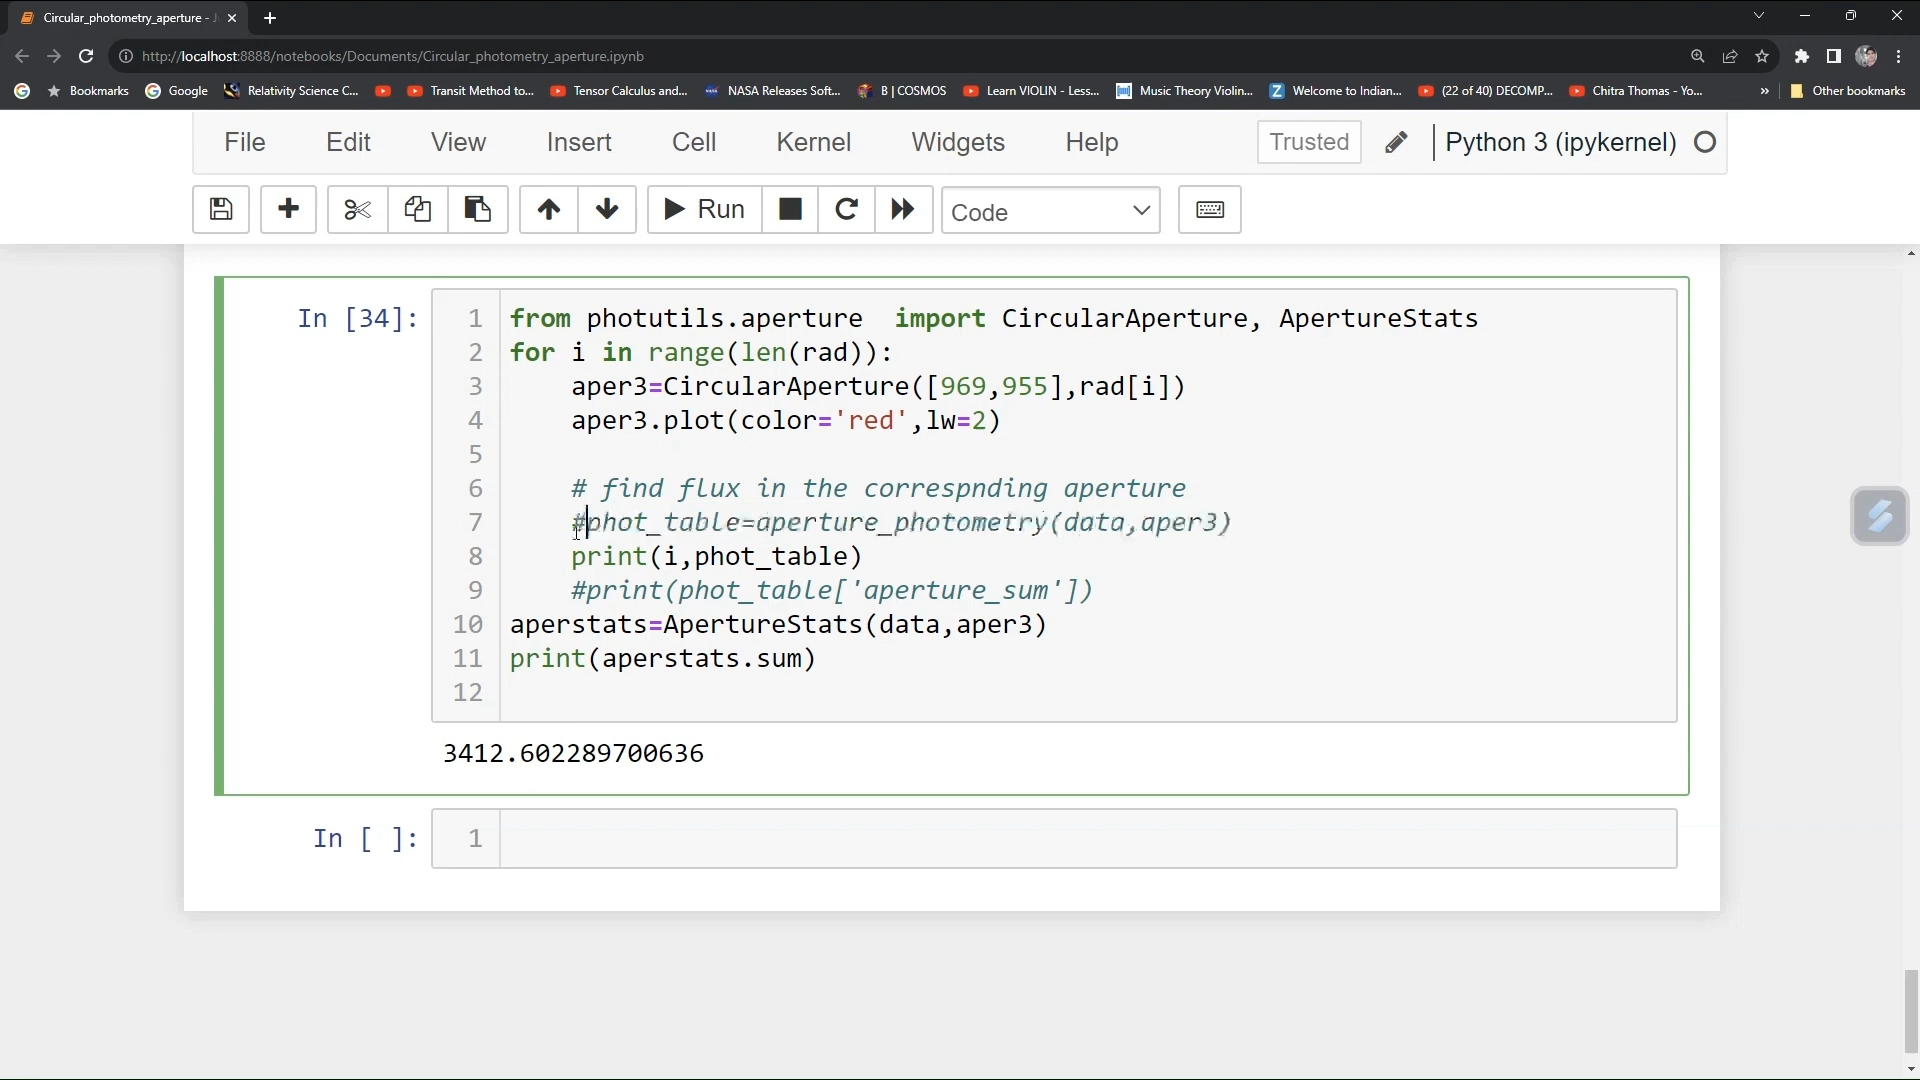 Circular_photometry_aperture - J
http://localhost:8888/notebooks/Documents/Circular_photometry_aperture.ipynb
Bookmarks Google Relativity Science C... Transit Method to... Tensor Calculus and... NASA Releases Soft... B | COSMOS Learn VIOLIN - Less... Music Theory Violin... Welcome to Indian... (22 of 40) DECOMP... Chitra Thomas - Yo... » Other bookmarks
File Edit View Insert Cell Kernel Widgets Help Trusted Python 3 (ipykernel)
Run Code
In [34]:
1 from photutils.aperture  import CircularAperture, ApertureStats
2 for i in range(len(rad)):
3     aper3=CircularAperture([969,955],rad[i])
4     aper3.plot(color='red',lw=2)
5
6     # find flux in the correspnding aperture
7     #phot_table=aperture_photometry(data,aper3)
8     print(i,phot_table)
9     #print(phot_table['aperture_sum'])
10 aperstats=ApertureStats(data,aper3)
11 print(aperstats.sum)
12
3412.602289700636
In [ ]: 1